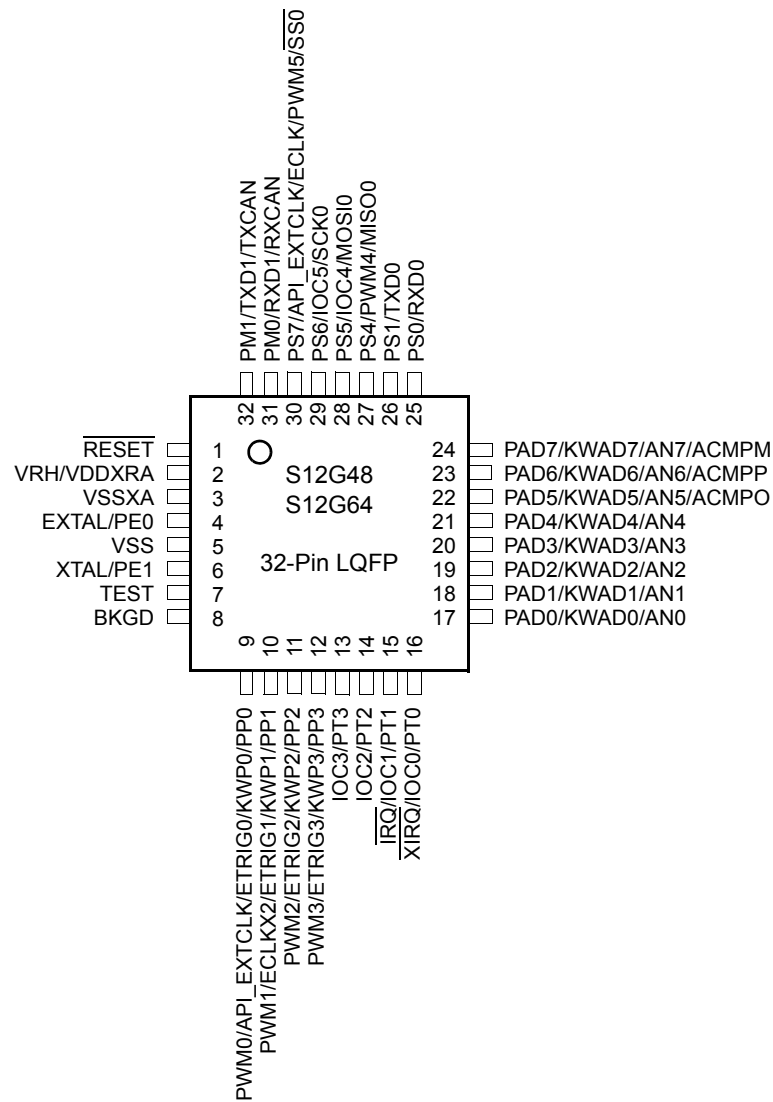 PM1/TXD1/TXCAN
PM0/RXD1/RXCAN
PS7/API_EXTCLK/ECLK/PWM5/SS0
PS6/IOC5/SCK0
PS5/IOC4/MOSI0
PS4/PWM4/MISO0
PS1/TXD0
PS0/RXD0
32
31
30
29
28
27
26
25
RESET 1
VRH/VDDXRA 2
VSSXA 3
EXTAL/PE0 4
VSS 5
XTAL/PE1 6
TEST 7
BKGD 8
S12G48
S12G64
32-Pin LQFP
24 PAD7/KWAD7/AN7/ACMPM
23 PAD6/KWAD6/AN6/ACMPP
22 PAD5/KWAD5/AN5/ACMPO
21 PAD4/KWAD4/AN4
20 PAD3/KWAD3/AN3
19 PAD2/KWAD2/AN2
18 PAD1/KWAD1/AN1
17 PAD0/KWAD0/AN0
9
10
11
12
13
14
15
16
PWM0/API_EXTCLK/ETRIG0/KWP0/PP0
PWM1/ECLKX2/ETRIG1/KWP1/PP1
PWM2/ETRIG2/KWP2/PP2
PWM3/ETRIG3/KWP3/PP3
IOC3/PT3
IOC2/PT2
IRQ/IOC1/PT1
XIRQ/IOC0/PT0